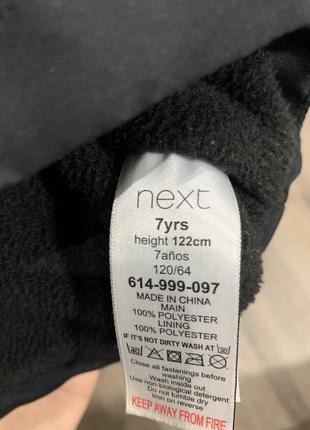 next
7yrs
height 122cm
7años
120/64
614-999-097
MADE IN CHINA
MAIN
100% POLYESTER
LINING
100% POLYESTER
IF IT'S NOT DIRTY WASH AT 30
40
Close all fastenings before
washing
Wash inside out
Use non-biological detergent
Do not tumble dry
Iron on reverse
KEEP AWAY FROM FIRE